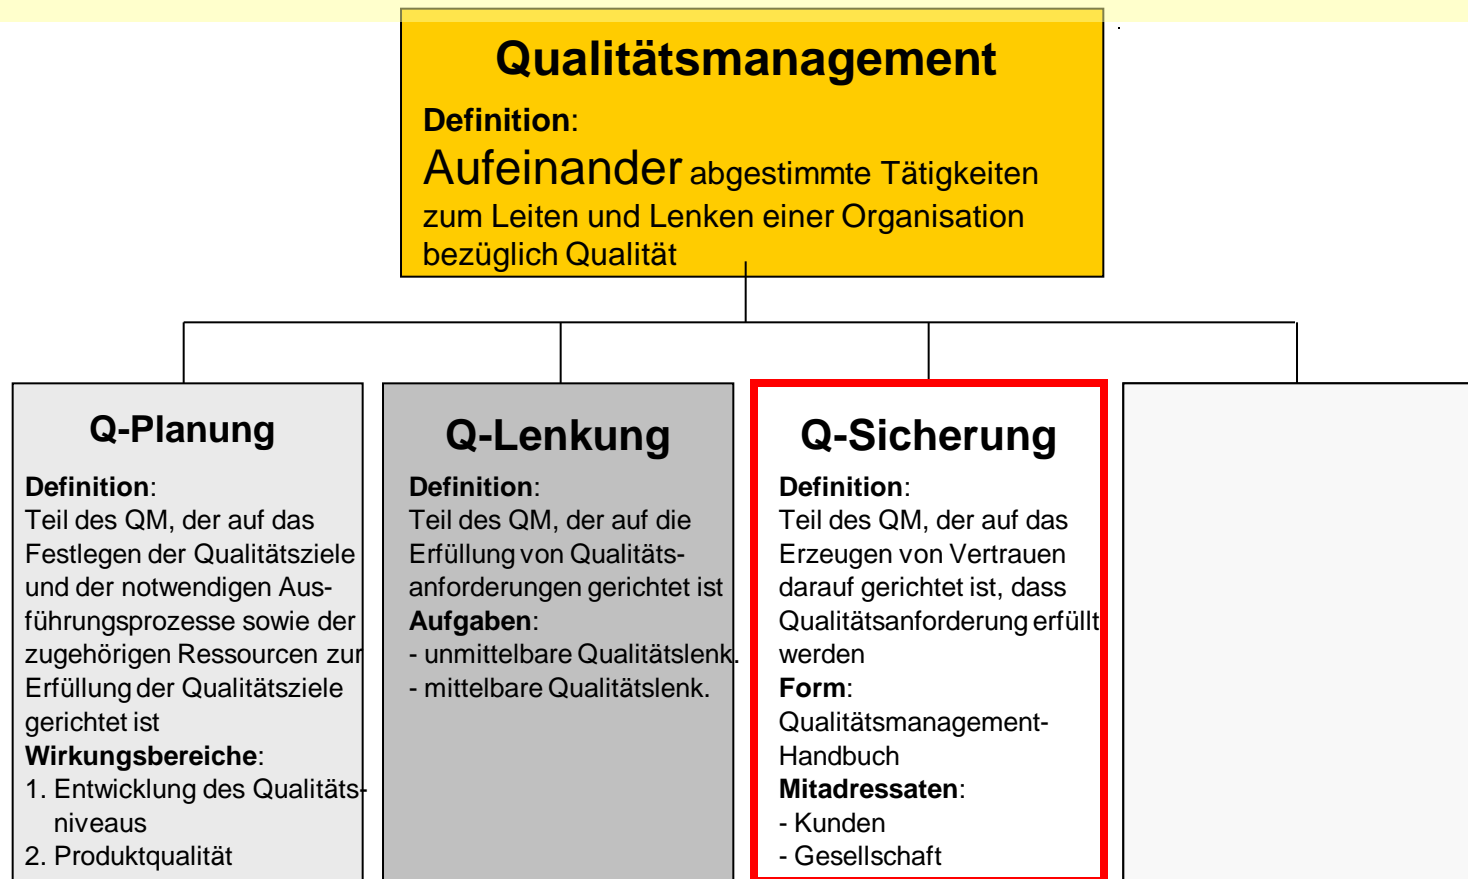 Qualitätsmanagement
Definition:
Aufeinander abgestimmte Tätigkeiten
zum Leiten und Lenken einer Organisation
bezüglich Qualität
Q-Planung
Definition:
Teil des QM, der auf das
Festlegen der Qualitätsziele
und der notwendigen Aus-
führungsprozesse sowie der
zugehörigen Ressourcen zur
Erfüllung der Qualitätsziele
gerichtet ist
Wirkungsbereiche:
1. Entwicklung des Qualitäts-
niveaus
2. Produktqualität
Q-Lenkung
Definition:
Teil des QM, der auf die
Erfüllung von Qualitäts-
anforderungen gerichtet ist
Aufgaben:
- unmittelbare Qualitätslenk.
- mittelbare Qualitätslenk.
Q-Sicherung
Definition:
Teil des QM, der auf das
Erzeugen von Vertrauen
darauf gerichtet ist, dass
Qualitätsanforderung erfüllt
werden
Form:
Qualitätsmanagement-
Handbuch
Mitadressaten:
- Kunden
- Gesellschaft